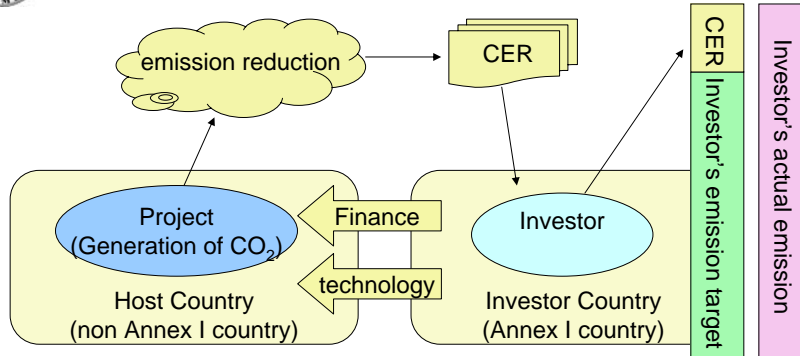 emission reduction
CER
CER
Investor's emission target
Investor's actual emission
Project
(Generation of CO₂)
Finance
technology
Investor
Host Country
(non Annex I country)
Investor Country
(Annex I country)